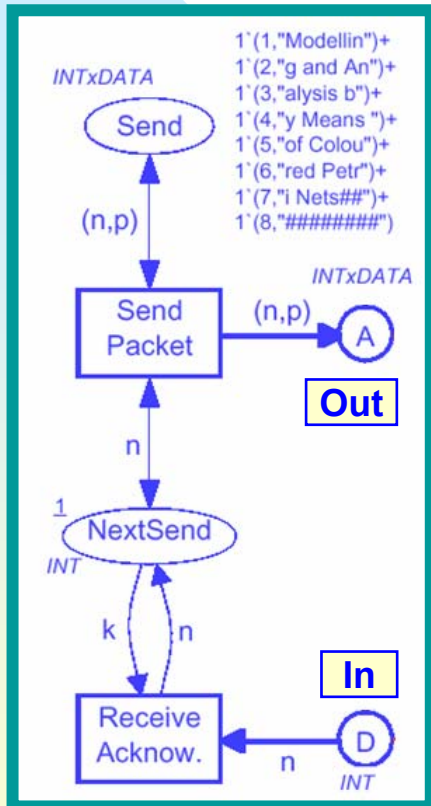 INTxDATA
Send
1`(1,"Modellin")+
1`(2,"g and An")+
1`(3,"alysis b")+
1`(4,"y Means ")+
1`(5,"of Colou")+
1`(6,"red Petr")+
1`(7,"i Nets##")+
1`(8,"########")
(n,p)
INTxDATA
Send
Packet
(n,p)
A
Out
n
1
NextSend
INT
k
n
In
Receive
Acknow.
n
D
INT